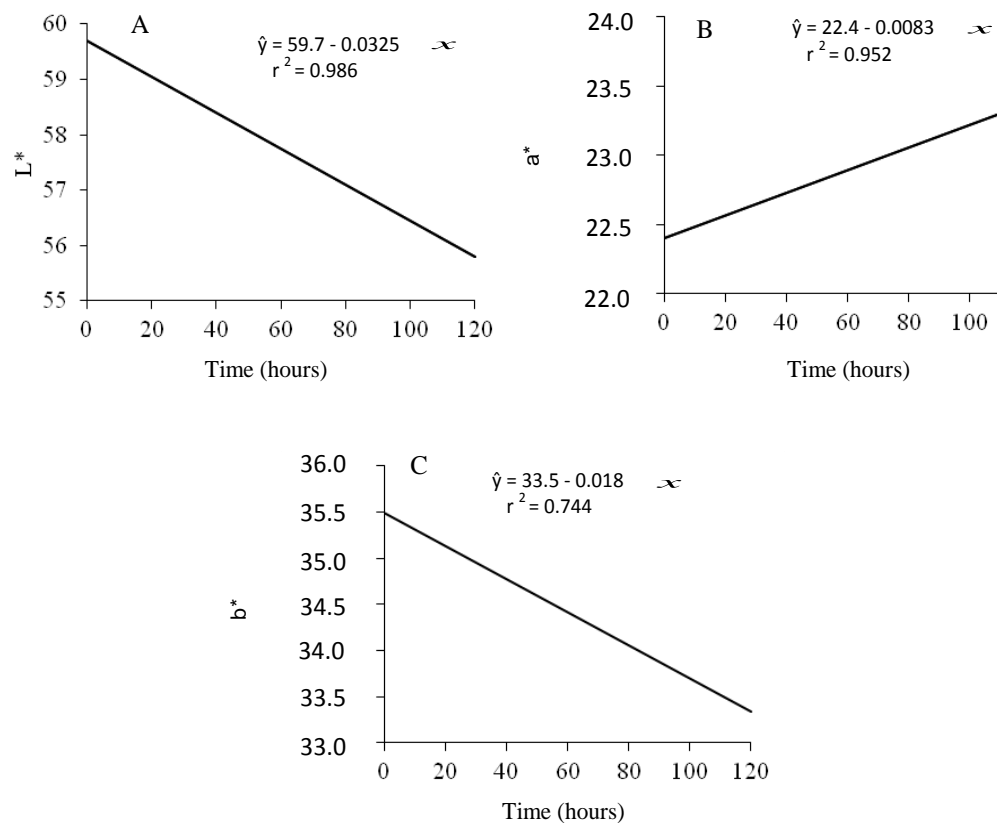 A
ŷ = 59.7 - 0.0325 x
r 2 = 0.986
L*
60
59
58
57
56
55
0 20 40 60 80 100 120
Time (hours)
B
ŷ = 22.4 - 0.0083 x
r 2 = 0.952
a*
24.0
23.5
23.0
22.5
22.0
0 20 40 60 80 100
Time (hours)
C
ŷ = 33.5 - 0.018 x
r 2 = 0.744
b*
36.0
35.5
35.0
34.5
34.0
33.5
33.0
0 20 40 60 80 100 120
Time (hours)